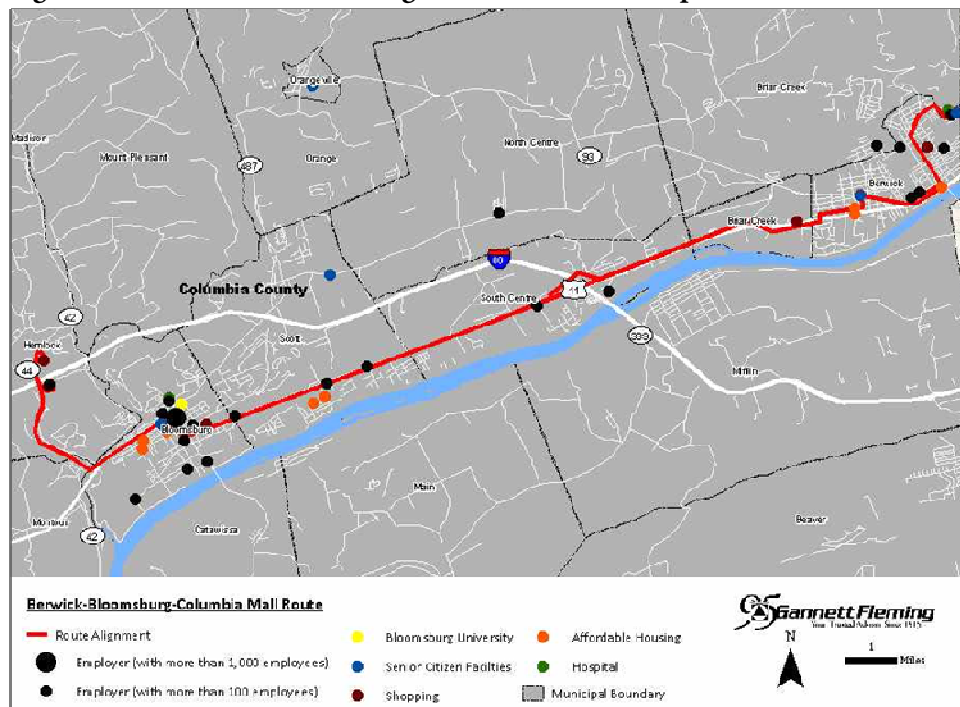 Orangeville
Briar Creek
Madison
Mount Pleasant
487
Orange
North Centre
93
Berwick
Briar Creek
80
Columbia County
South Centre
11
42
Scott
339
Hemlock
44
Mifflin
Bloomsburg
Main
Montour
42
Catawissa
Beaver
Berwick-Bloomsburg-Columbia Mall Route
Route Alignment
Employer (with more than 1,000 employees)
Employer (with more than 100 employees)
Bloomsburg University
Senior Citizen Facilties
Shopping
Affordable Housing
Hospital
Municipal Boundary
95
Gannett Fleming
N
1
Miles